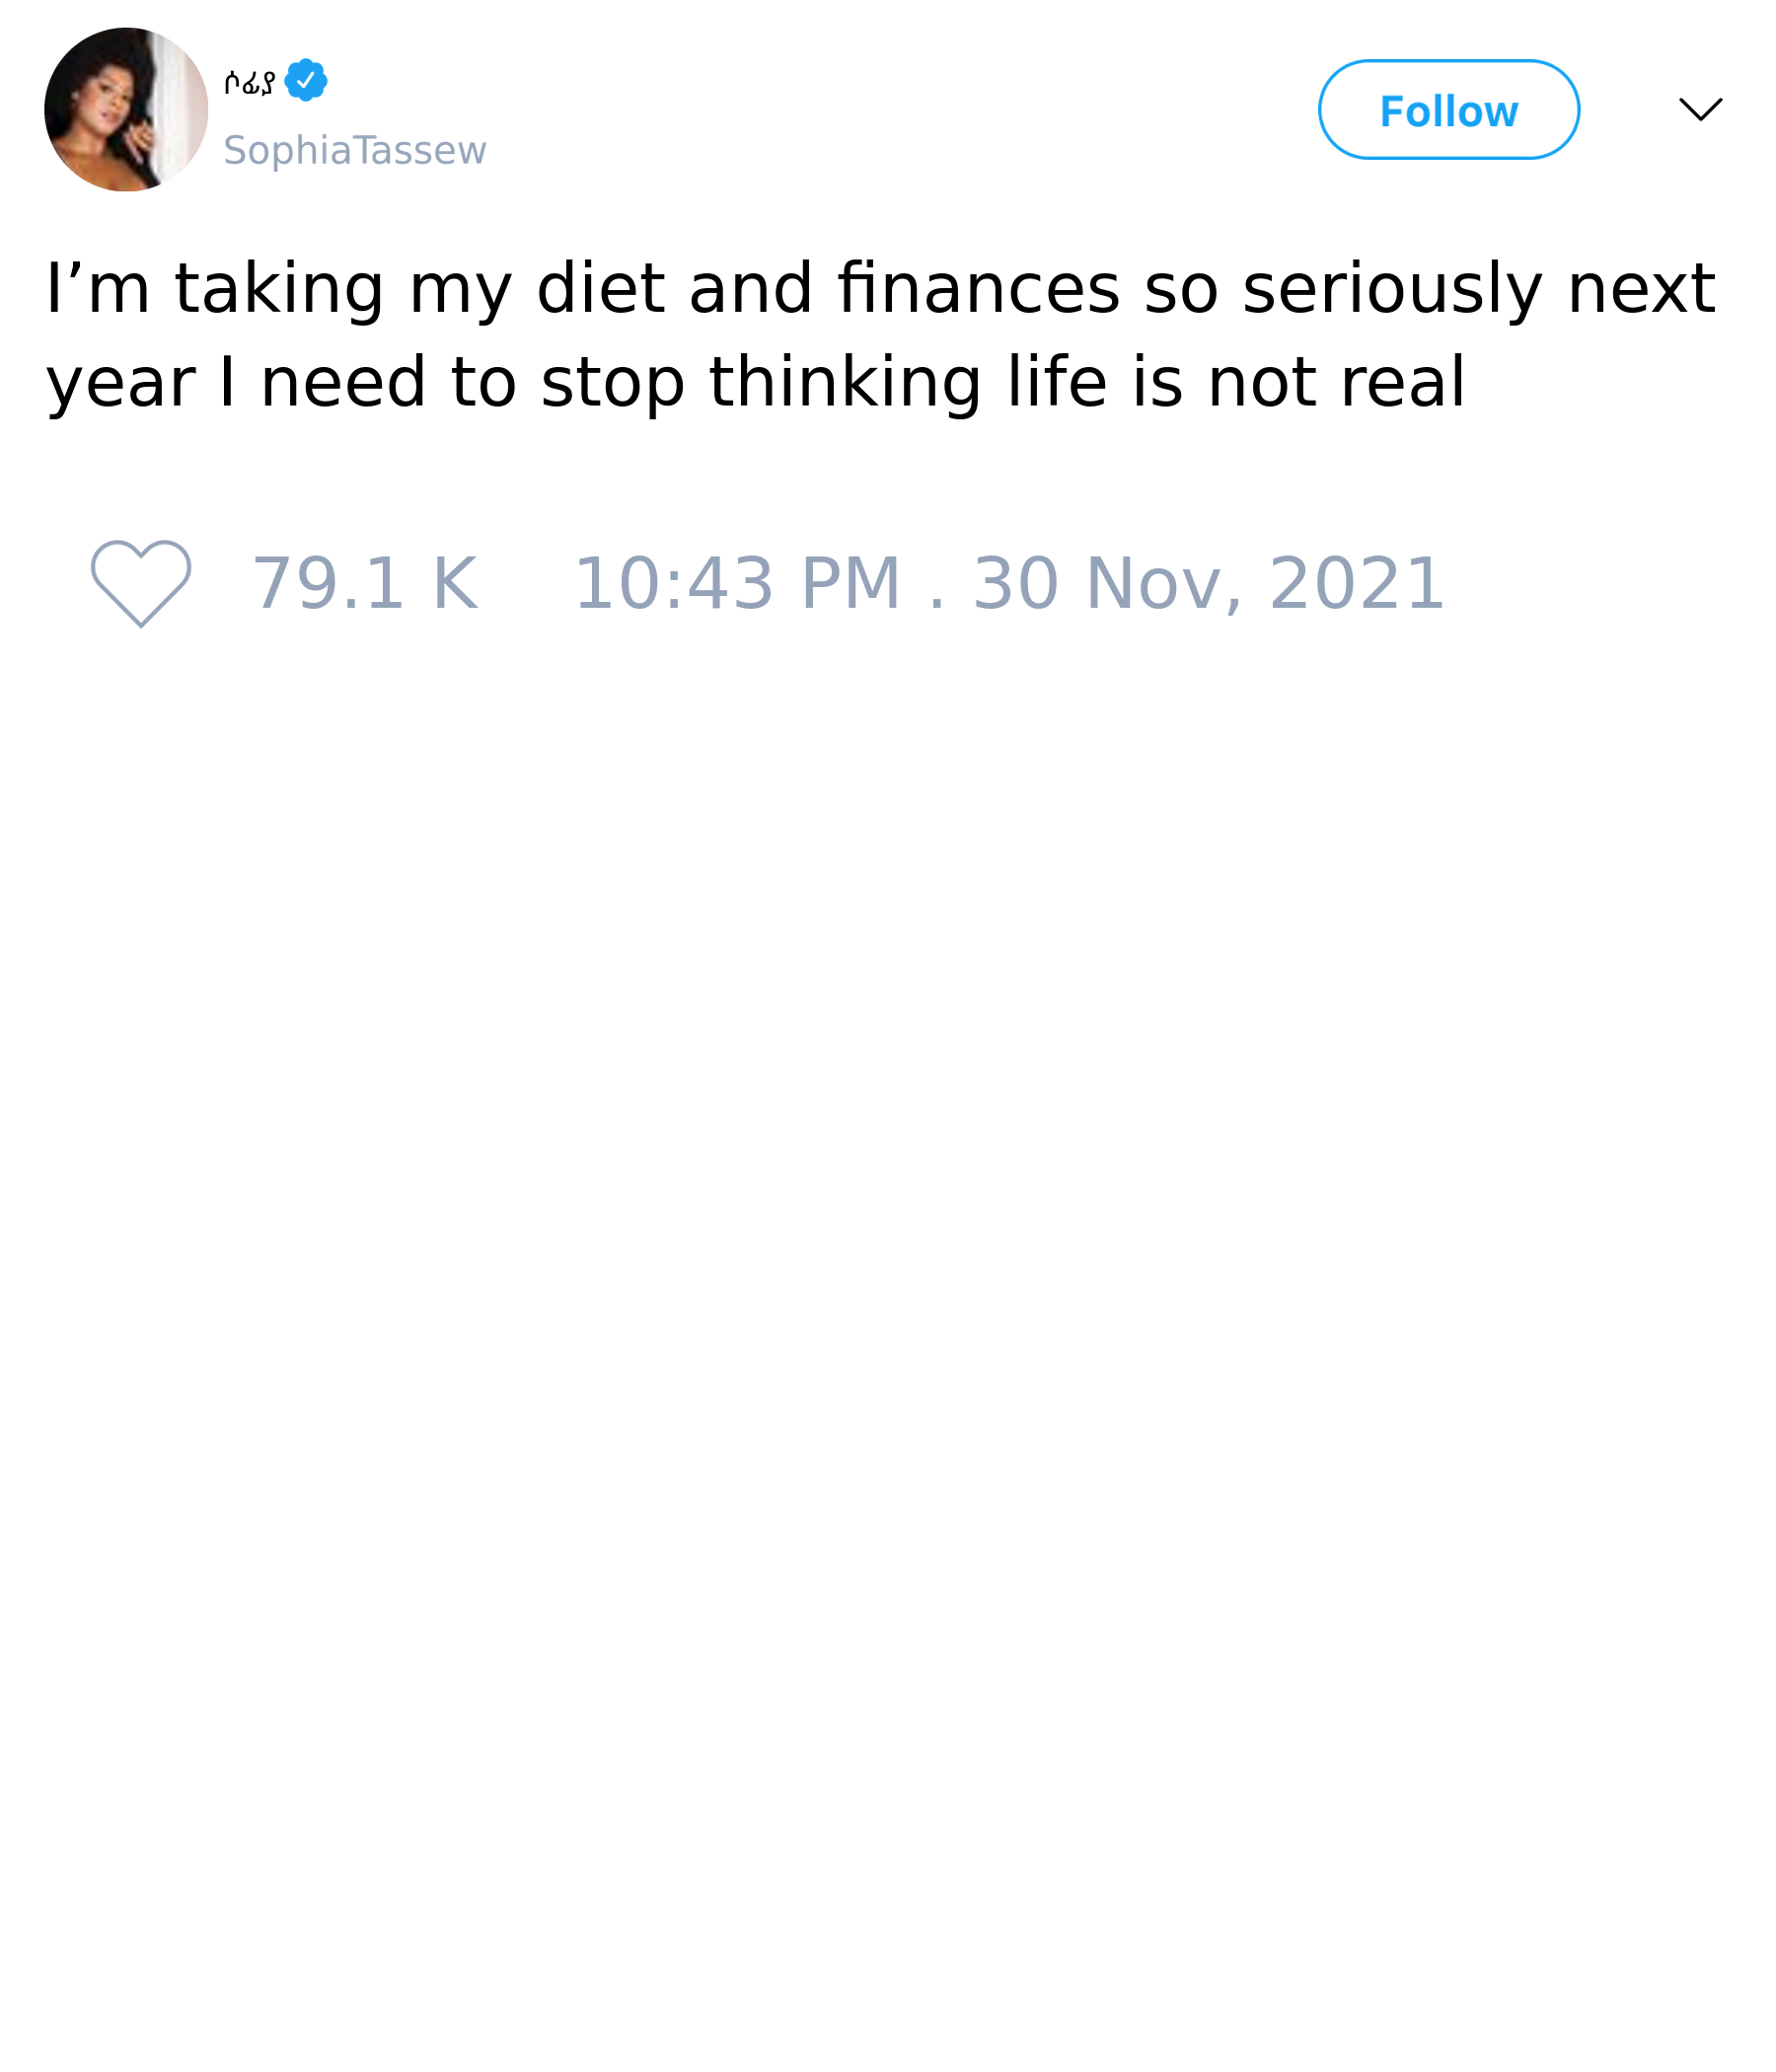 ሶፊያ
SophiaTassew
Follow
I’m taking my diet and finances so seriously next
year I need to stop thinking life is not real
79.1 K 10:43 PM . 30 Nov, 2021